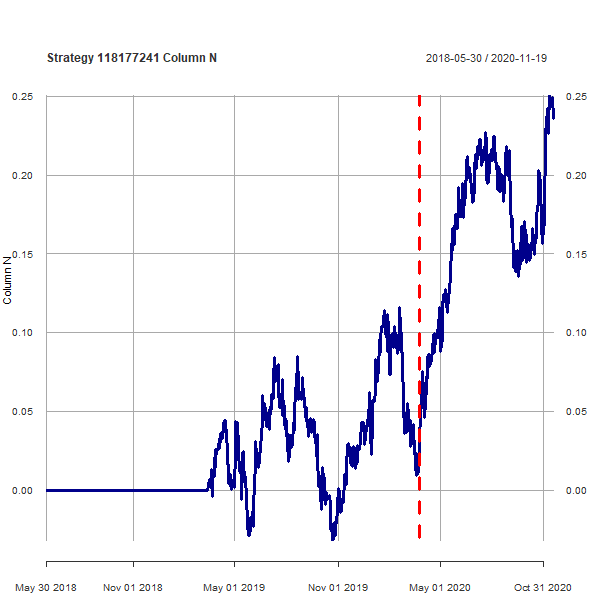 Strategy 118177241 Column N
2018-05-30 / 2020-11-19
0.25
0.25
0.20
0.20
0.15
0.15
0.10
0.10
0.05
0.05
0.00
0.00
Column N
May 30 2018
Nov 01 2018
May 01 2019
Nov 01 2019
May 01 2020
Oct 31 2020